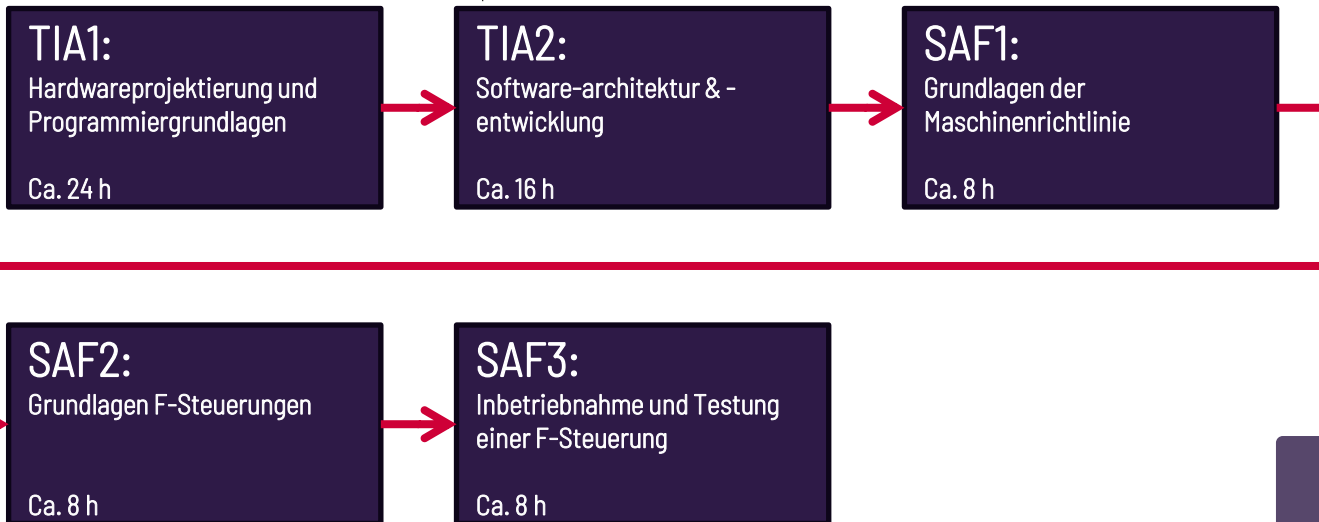 TIA1:
Hardwareprojektierung und
Programmiergrundlagen
Ca. 24 h
TIA2:
Software-architektur & -
entwicklung
Ca. 16 h
SAF1:
Grundlagen der
Maschinenrichtlinie
Ca. 8 h
SAF2:
Grundlagen F-Steuerungen
Ca. 8 h
SAF3:
Inbetriebnahme und Testung
einer F-Steuerung
Ca. 8 h